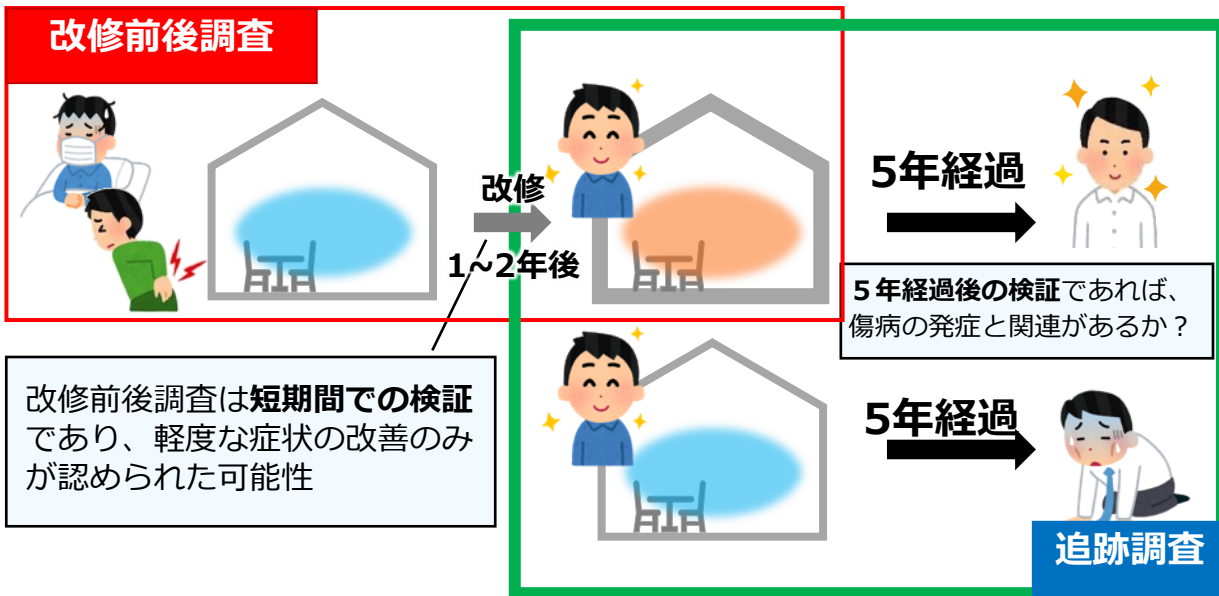 改修前後調査
改修
1~2年後
5年経過
５年経過後の検証であれば、
傷病の発症と関連があるか？
改修前後調査は短期間での検証
であり、軽度な症状の改善のみ
が認められた可能性
5年経過
追跡調査